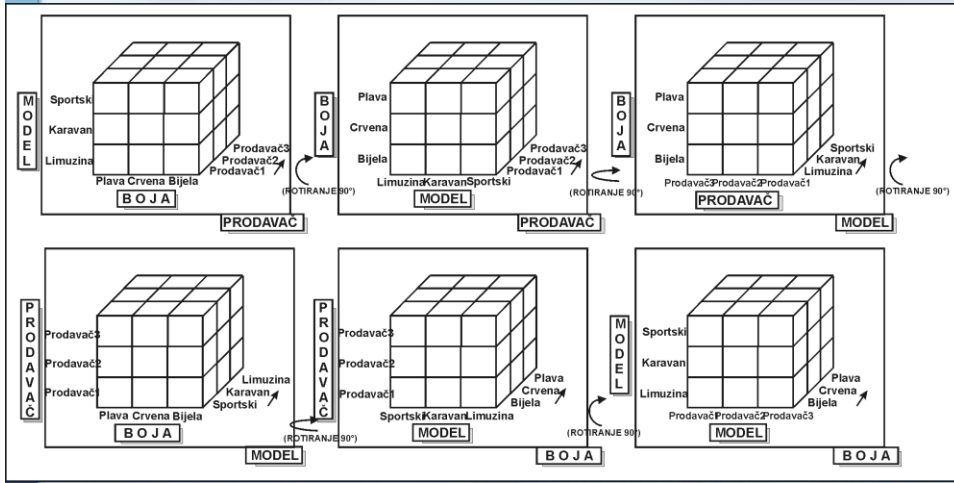 MODEL
Sportski
Karavan
Limuzina
Plava Crvena Bijela
BOJA
Prodavač3
Prodavač2
Prodavač1
PRODAVAČ
(ROTIRANJE 90°)
BOJA
Plava
Crvena
Bijela
Limuzina Karavan Sportski
MODEL
Prodavač3
Prodavač2
Prodavač1
PRODAVAČ
(ROTIRANJE 90°)
BOJA
Plava
Crvena
Bijela
Prodavač3 Prodavač2 Prodavač1
PRODAVAČ
Sportski
Karavan
Limuzina
MODEL
(ROTIRANJE 90°)
PRODAVAČ
Prodavač3
Prodavač2
Prodavač1
Plava Crvena Bijela
BOJA
Limuzina
Karavan
Sportski
MODEL
(ROTIRANJE 90°)
PRODAVAČ
Prodavač3
Prodavač2
Prodavač1
Sportski Karavan Limuzina
MODEL
Plava
Crvena
Bijela
BOJA
(ROTIRANJE 90°)
MODEL
Sportski
Karavan
Limuzina
Prodavač1 Prodavač2 Prodavač3
MODEL
Plava
Crvena
Bijela
BOJA